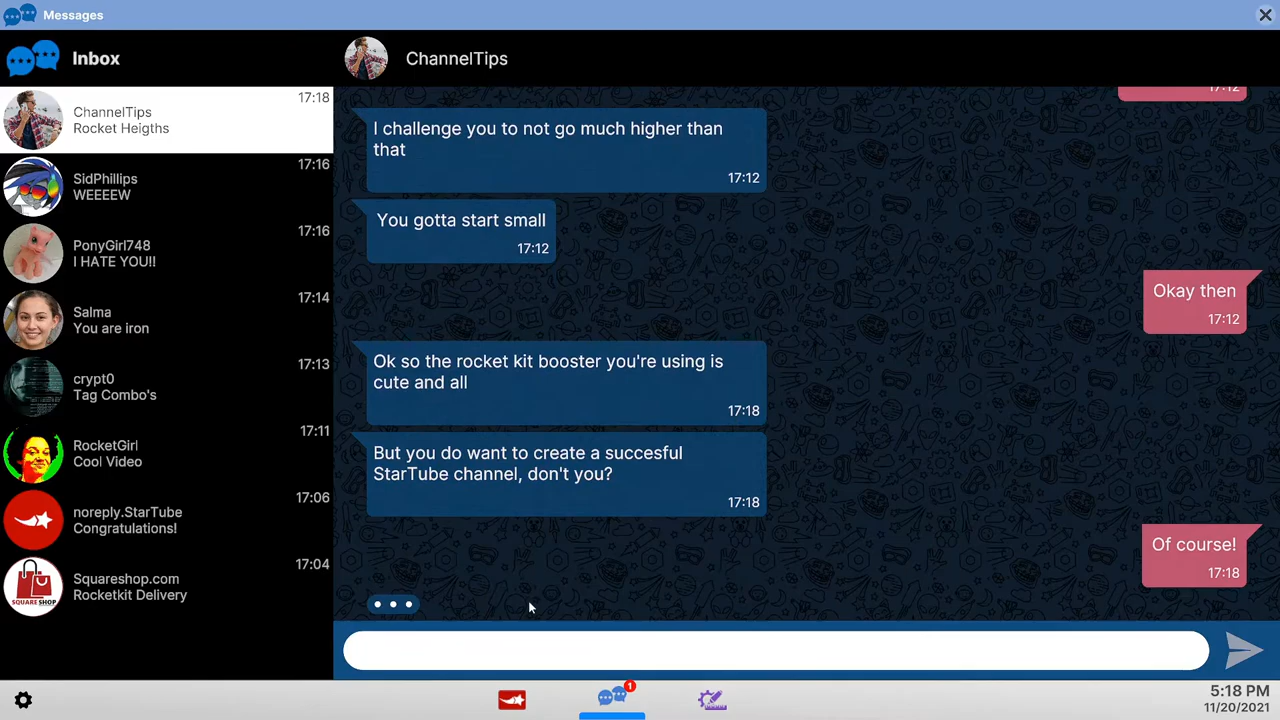 Messages
Inbox
ChannelTips
17:18
ChannelTips
Rocket Heigths
17:16
SidPhillips
WEEEEW
17:16
PonyGirl748
I HATE YOU!!
17:14
Salma
You are iron
17:13
crypt0
Tag Combo's
17:11
RocketGirl
Cool Video
17:06
noreply.StarTube
Congratulations!
17:04
Squareshop.com
Rocketkit Delivery
SQUARE SHOP
17:12
I challenge you to not go much higher than
that
17:12
You gotta start small
17:12
Okay then
17:12
Ok so the rocket kit booster you're using is
cute and all
17:18
But you do want to create a succesful
StarTube channel, don't you?
17:18
Of course!
17:18
1
5:18 PM
11/20/2021